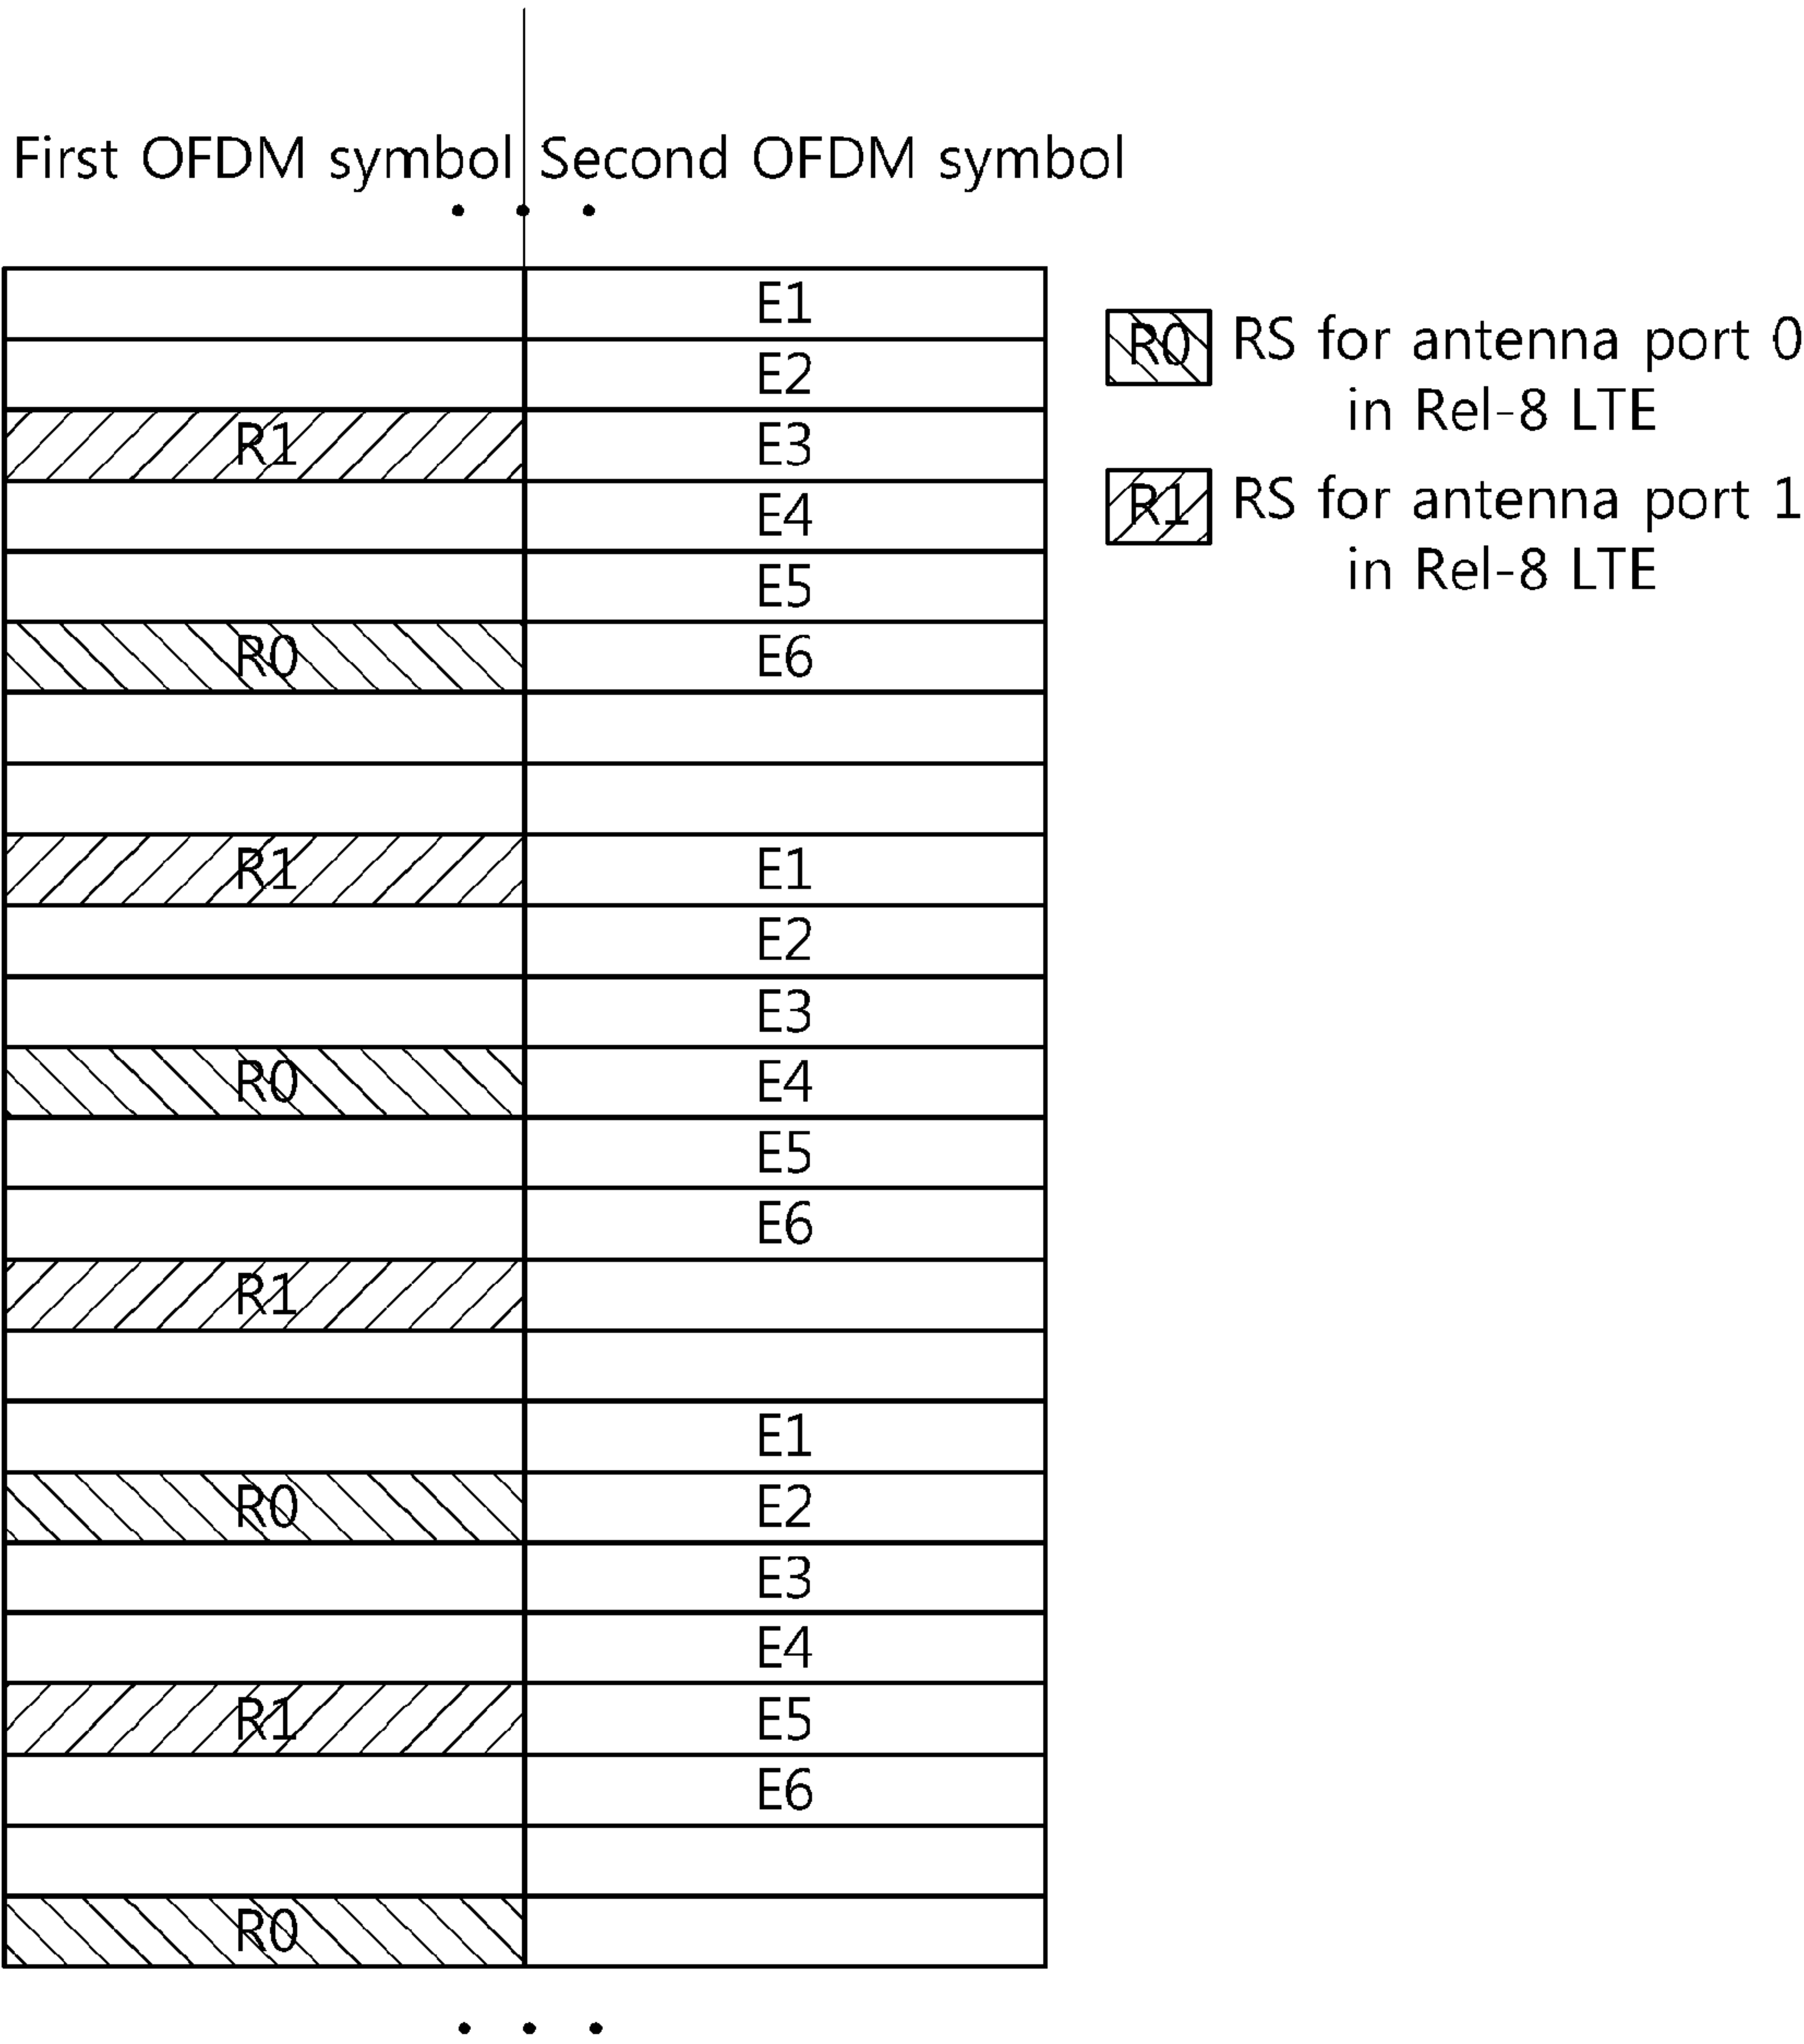 First OFDM symbol Second OFDM symbol
. . .
E1
E2
R1 E3
E4
E5
R0 E6
R1 E1
E2
E3
R0 E4
E5
E6
R1
E1
R0 E2
E3
E4
R1 E5
E6
R0
. . .
R0 RS for antenna port 0
in Rel-8 LTE
R1 RS for antenna port 1
in Rel-8 LTE